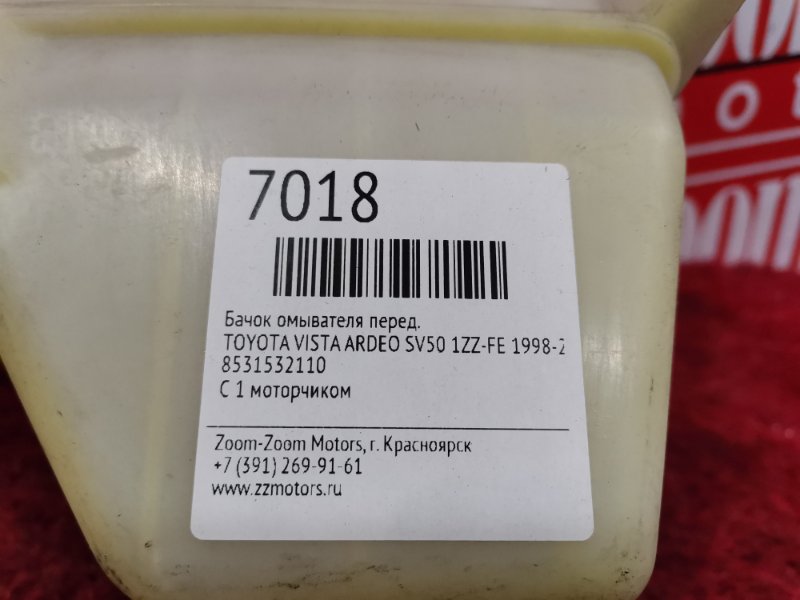 7018
Бачок омывателя перед.
TOYOTA VISTA ARDEO SV50 1ZZ-FE 1998-2
8531532110
С 1 моторчиком
Zoom-Zoom Motors, г. Красноярск
+7 (391) 269-91-61
www.zzmotors.ru